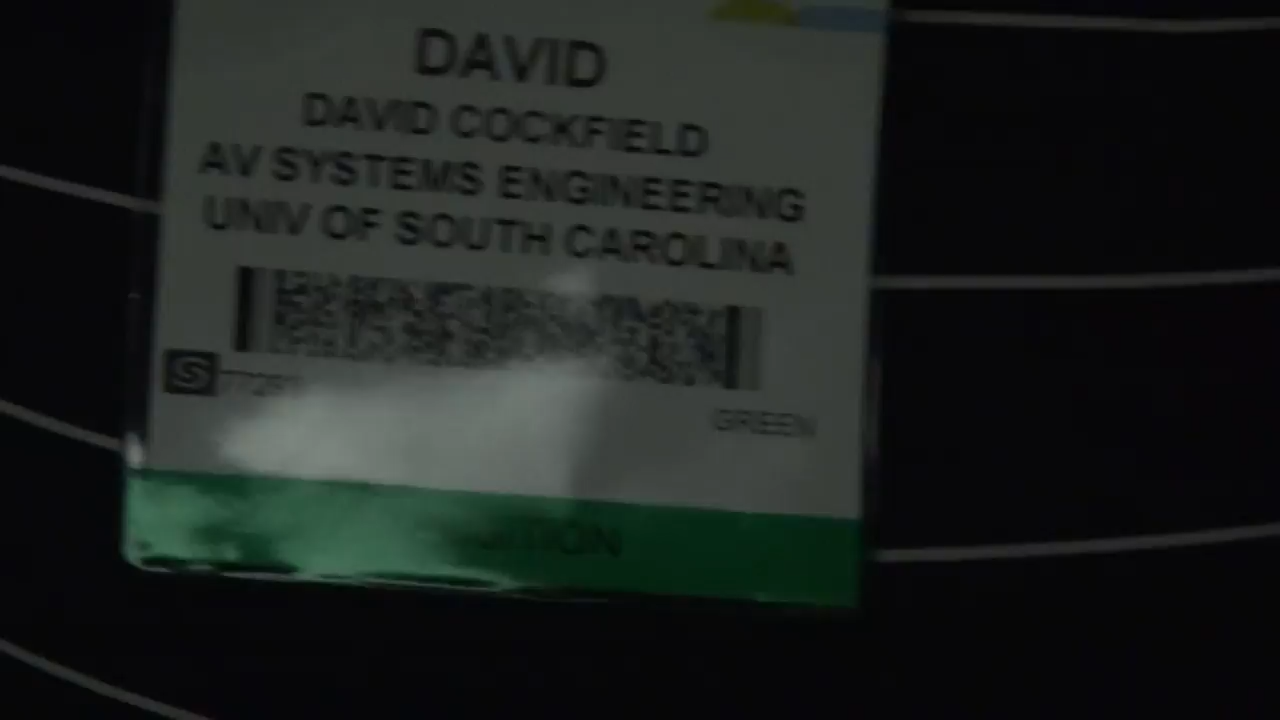 DAVID
DAVID COCKFIELD
AV SYSTEMS ENGINEERING
UNIV OF SOUTH CAROLINA
S
GREEN